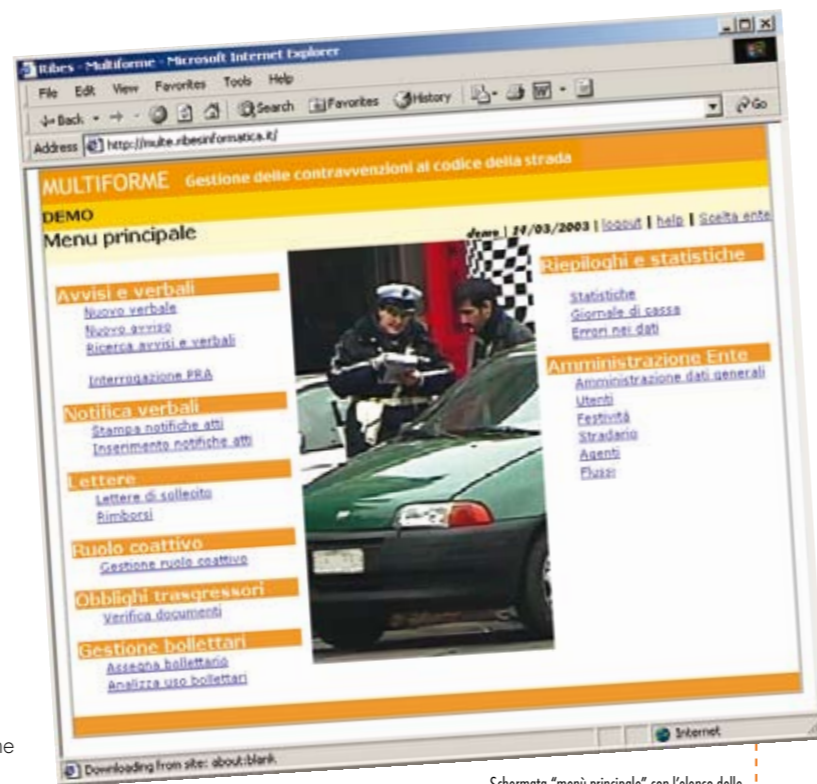 Ribes - Multiforme - Microsoft Internet Explorer
File Edit View Favorites Tools Help
Back Search Favorites History Go
Address http://multe.ribesinformatica.it/
MULTIFORME Gestione delle contravvenzioni al codice della strada
DEMO
Menu principale
demo | 14/03/2003 | logout | help | Scelta ente
Avvisi e verbali
Nuovo verbale
Nuovo avviso
Ricerca avvisi e verbali
Interrogazione PRA
Notifica verbali
Stampa notifiche atti
Inserimento notifiche atti
Lettere
Lettere di sollecito
Rimborsi
Ruolo coattivo
Gestione ruolo coattivo
Obblighi trasgressori
Verifica documenti
Gestione bollettari
Assegna bollettario
Analizza uso bollettari
Riepiloghi e statistiche
Statistiche
Giornale di cassa
Errori nei dati
Amministrazione Ente
Amministrazione dati generali
Utenti
Festività
Stradario
Agenti
Flussi
Downloading from site: about:blank
Internet
Schermata "menù principale" con l'elenco delle